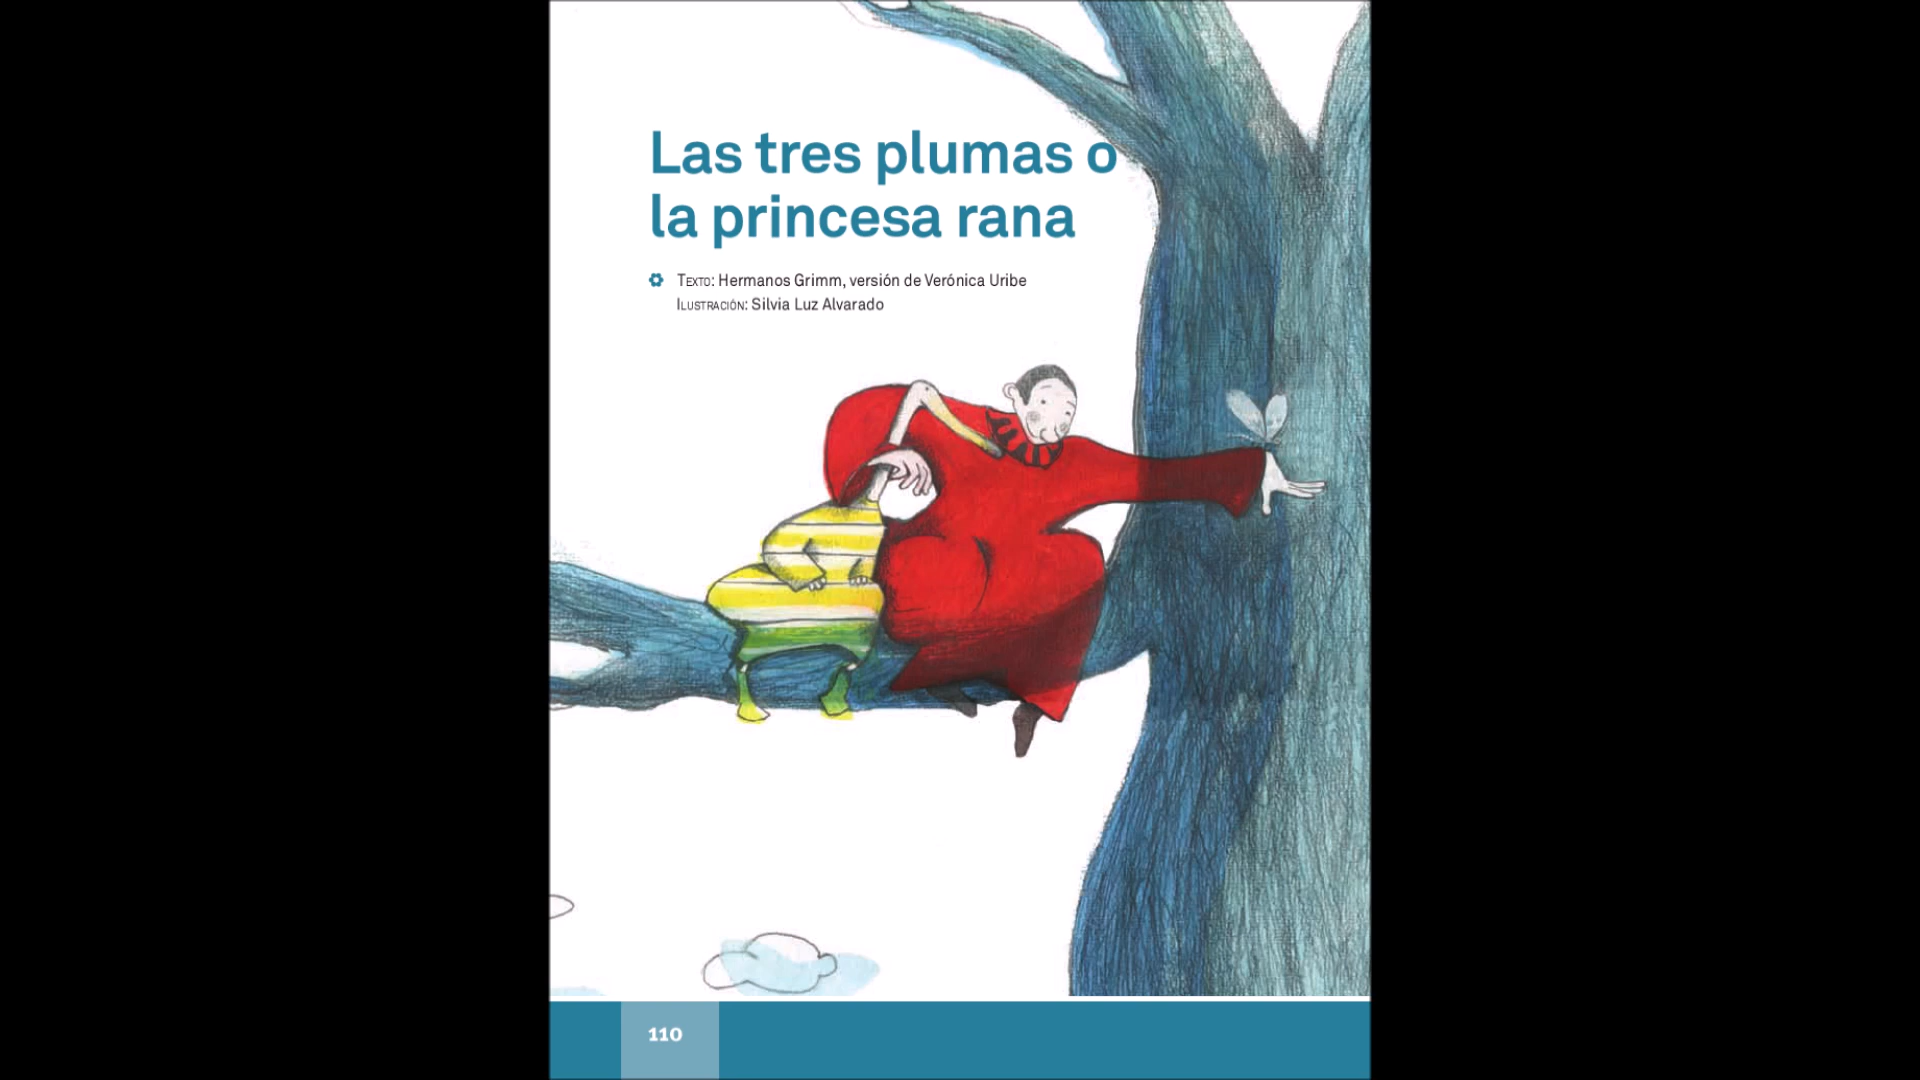 Las tres plumas o
la princesa rana
Texto: Hermanos Grimm, versión de Verónica Uribe
Ilustración: Silvia Luz Alvarado
110